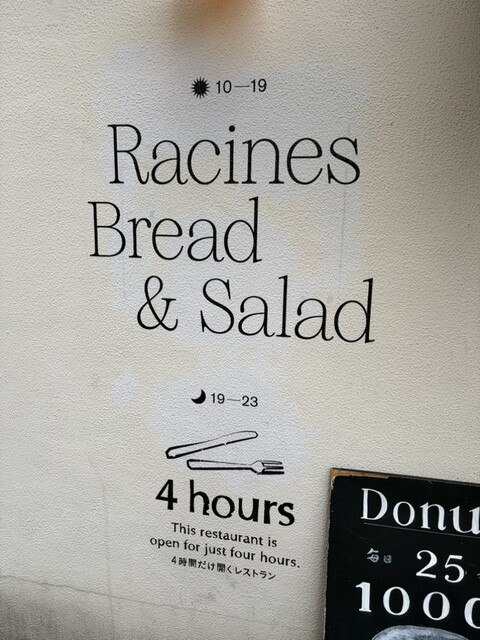 10—19
Racines
Bread
& Salad
19—23
4 hours
This restaurant is
open for just four hours.
4時間だけ開くレストラン
Donu
毎日 25
1000